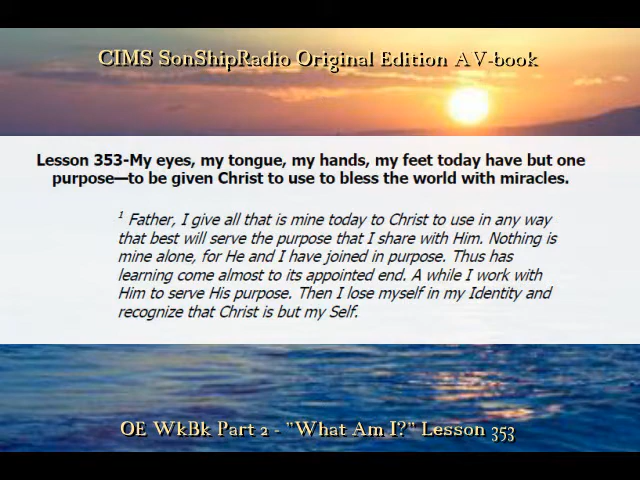 CIMS SonShipRadio Original Edition AV-book
Lesson 353-My eyes, my tongue, my hands, my feet today have but one
purpose—to be given Christ to use to bless the world with miracles.
1 Father, I give all that is mine today to Christ to use in any way
that best will serve the purpose that I share with Him. Nothing is
mine alone, for He and I have joined in purpose. Thus has
learning come almost to its appointed end. A while I work with
Him to serve His purpose. Then I lose myself in my Identity and
recognize that Christ is but my Self.
OE WkBk Part 2 - "What Am I?" Lesson 353